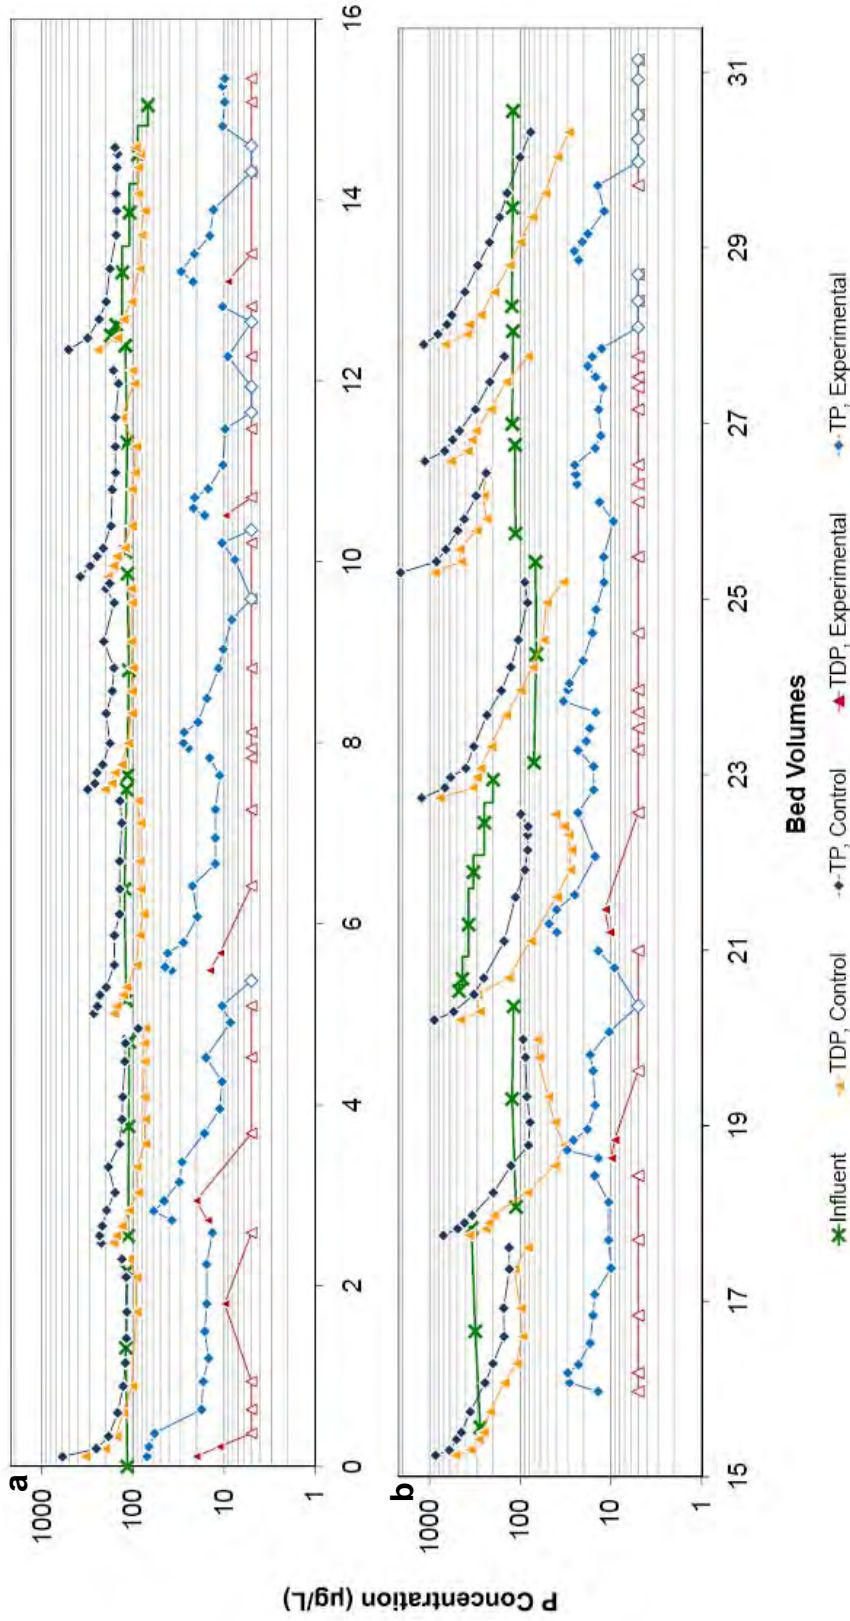 a
1000
100
10
1
0
2
4
6
8
10
12
14
16
b
1000
100
10
1
15
17
19
21
23
25
27
29
31
P Concentration (µg/L)
Bed Volumes
Influent
TDP, Control
TP, Control
TDP, Experimental
TP, Experimental